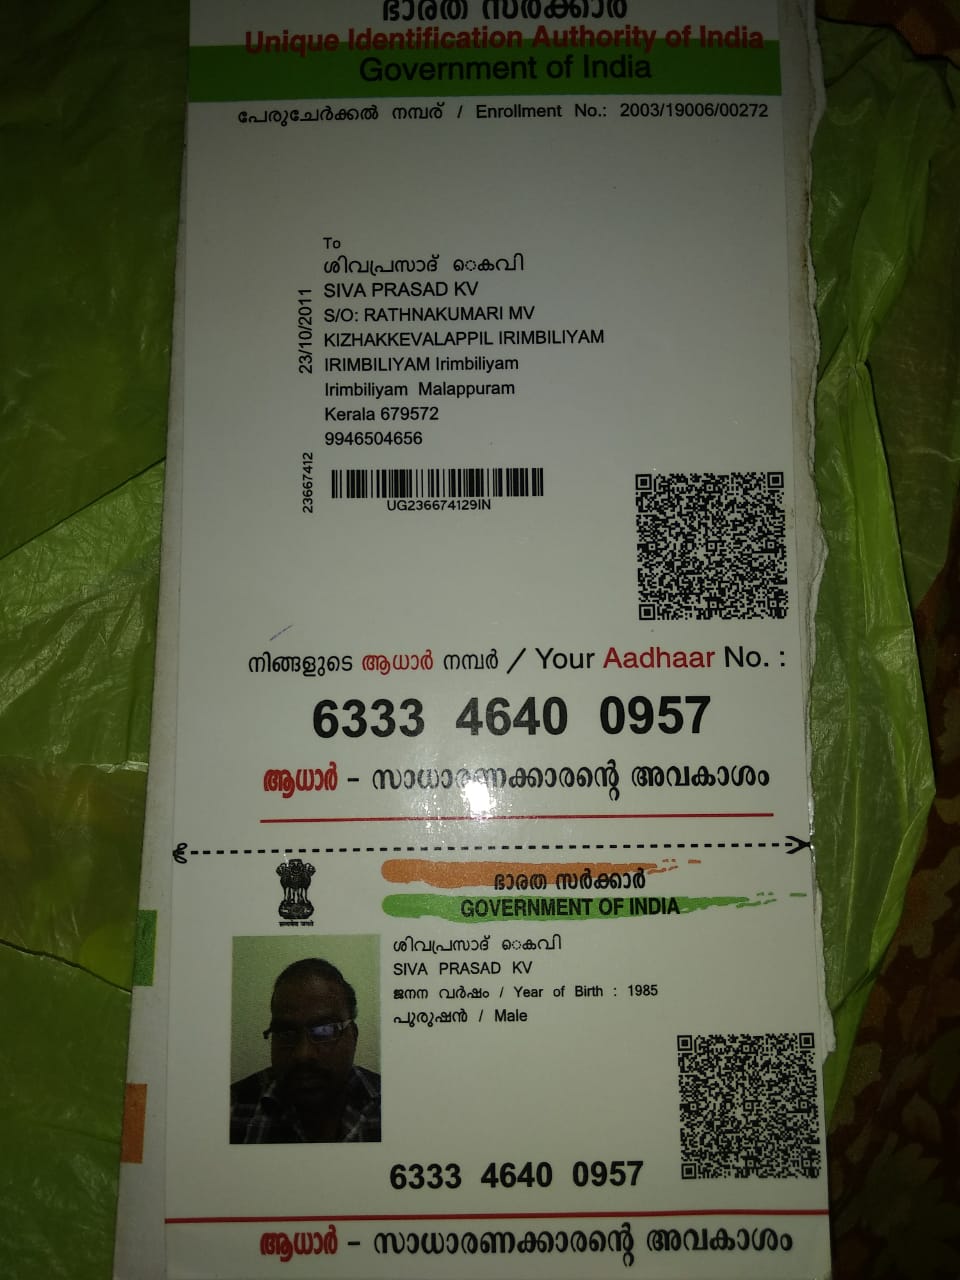 ഭാരത സർക്കാർ
Unique Identification Authority of India
Government of India
പേരുചേർക്കൽ നമ്പര് / Enrollment No.: 2003/19006/00272
To
ശിവപ്രസാദ് െകവി
SIVA PRASAD KV
S/O: RATHNAKUMARI MV
KIZHAKKEVALAPPIL IRIMBILIYAM
IRIMBILIYAM Irimbiliyam
Irimbiliyam Malappuram
Kerala 679572
9946504656
23/10/2011
23667412
UG236674129IN
നിങ്ങളുടെ ആധാർ നമ്പർ / Your Aadhaar No. :
6333 4640 0957
ആധാർ – സാധാരണക്കാരന്റെ അവകാശം
ഭാരത സർക്കാർ
GOVERNMENT OF INDIA
ശിവപ്രസാദ് െകവി
SIVA PRASAD KV
ജനന വർഷം / Year of Birth : 1985
പുരുഷൻ / Male
6333 4640 0957
ആധാർ – സാധാരണക്കാരന്റെ അവകാശം